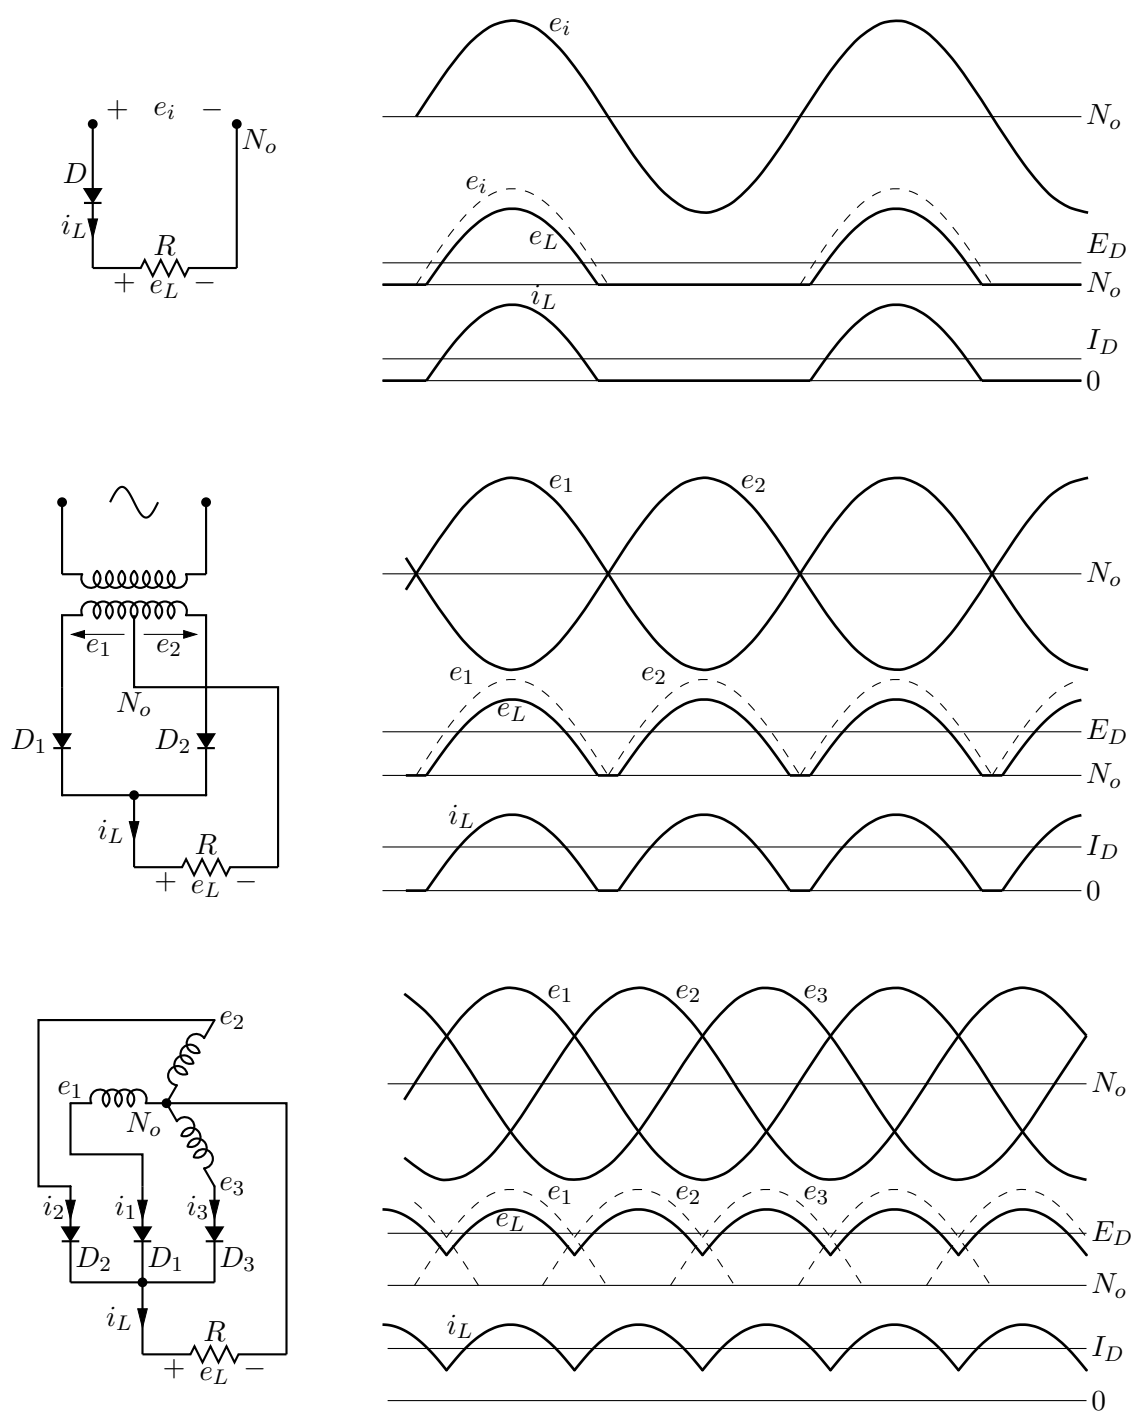 + e_i −
N_o
D
i_L
R
+ e_L −
e_i
N_o
e_i
e_L
E_D
N_o
i_L
I_D
0
e_1 e_2
N_o
D_1 D_2
i_L
R
+ e_L −
e_1 e_2
N_o
e_1 e_2
e_L
E_D
N_o
i_L
I_D
0
e_2
e_1
N_o
e_3
i_2 i_1 i_3
D_2 D_1 D_3
i_L
R
+ e_L −
e_1 e_2 e_3
N_o
e_1 e_2 e_3
e_L
E_D
N_o
i_L
I_D
0